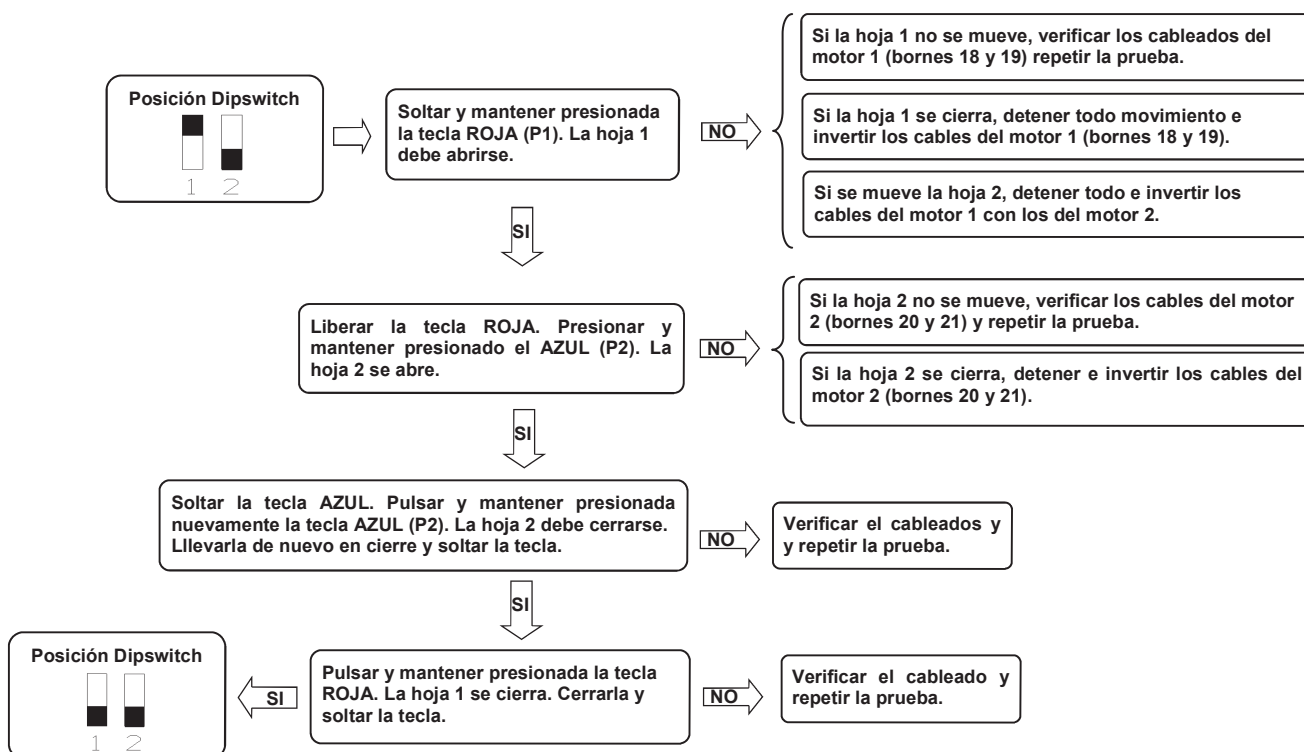 Posición Dipswitch
1 2
Soltar y mantener presionada
la tecla ROJA (P1). La hoja 1
debe abrirse.
NO
Si la hoja 1 no se mueve, verificar los cableados del
motor 1 (bornes 18 y 19) repetir la prueba.
Si la hoja 1 se cierra, detener todo movimiento e
invertir los cables del motor 1 (bornes 18 y 19).
Si se mueve la hoja 2, detener todo e invertir los
cables del motor 1 con los del motor 2.
SI
Liberar la tecla ROJA. Presionar y
mantener presionado el AZUL (P2). La
hoja 2 se abre.
NO
Si la hoja 2 no se mueve, verificar los cables del motor
2 (bornes 20 y 21) y repetir la prueba.
Si la hoja 2 se cierra, detener e invertir los cables del
motor 2 (bornes 20 y 21).
SI
Soltar la tecla AZUL. Pulsar y mantener presionada
nuevamente la tecla AZUL (P2). La hoja 2 debe cerrarse.
Lllevarla de nuevo en cierre y soltar la tecla.
NO
Verificar el cableados y
y repetir la prueba.
SI
Pulsar y mantener presionada la tecla
ROJA. La hoja 1 se cierra. Cerrarla y
soltar la tecla.
NO
Verificar el cableado y
repetir la prueba.
SI
Posición Dipswitch
1 2